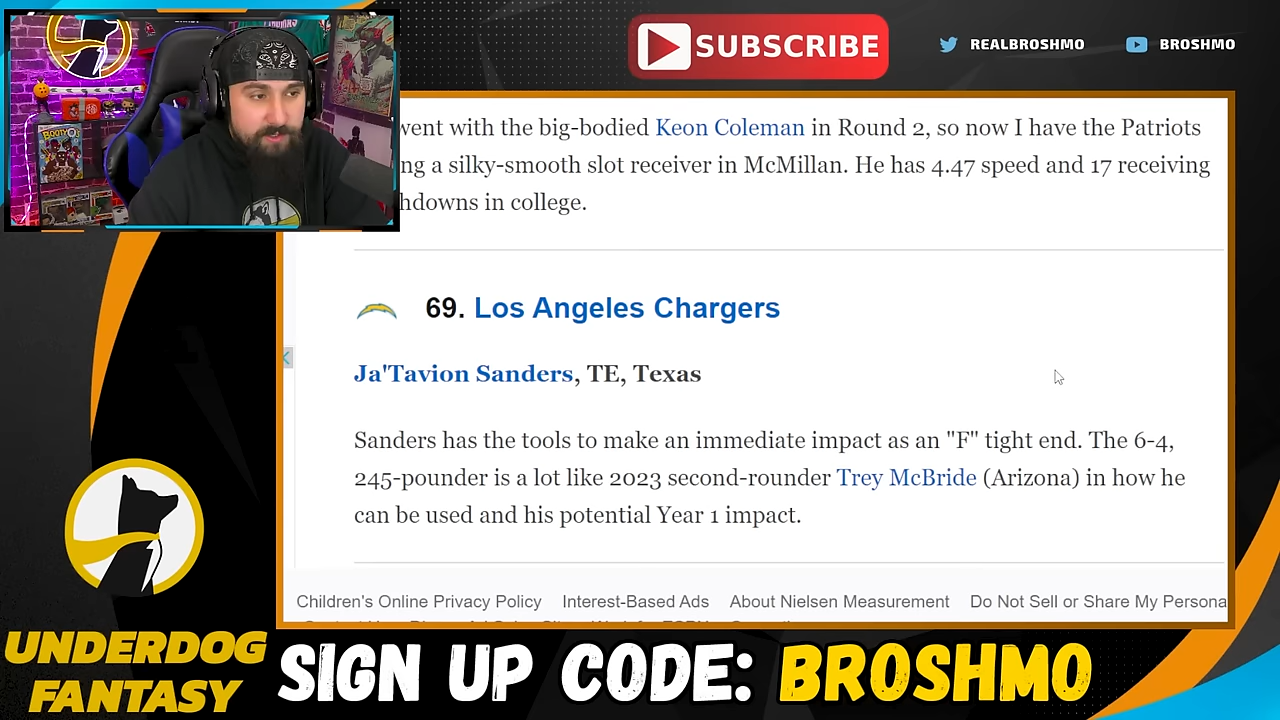 SUBSCRIBE
REALBROSHMO
BROSHMO
went with the big-bodied Keon Coleman in Round 2, so now I have the Patriots
ng a silky-smooth slot receiver in McMillan. He has 4.47 speed and 17 receiving
hdowns in college.
69. Los Angeles Chargers
Ja'Tavion Sanders, TE, Texas
Sanders has the tools to make an immediate impact as an "F" tight end. The 6-4,
245-pounder is a lot like 2023 second-rounder Trey McBride (Arizona) in how he
can be used and his potential Year 1 impact.
Children's Online Privacy Policy Interest-Based Ads About Nielsen Measurement Do Not Sell or Share My Persona
UNDERDOG
FANTASY
SIGN UP CODE: BROSHMO